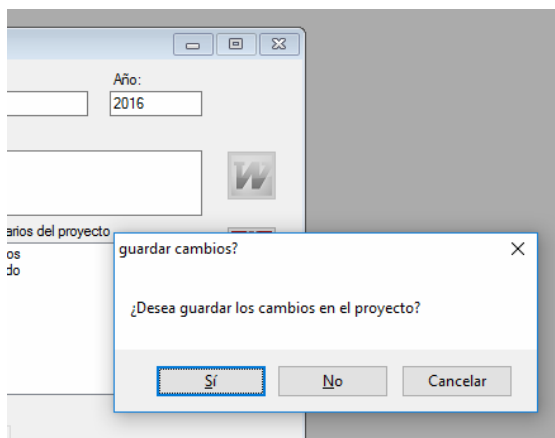 Año:
2016
W
arios del proyecto
os
do
guardar cambios?
¿Desea guardar los cambios en el proyecto?
Sí
No
Cancelar